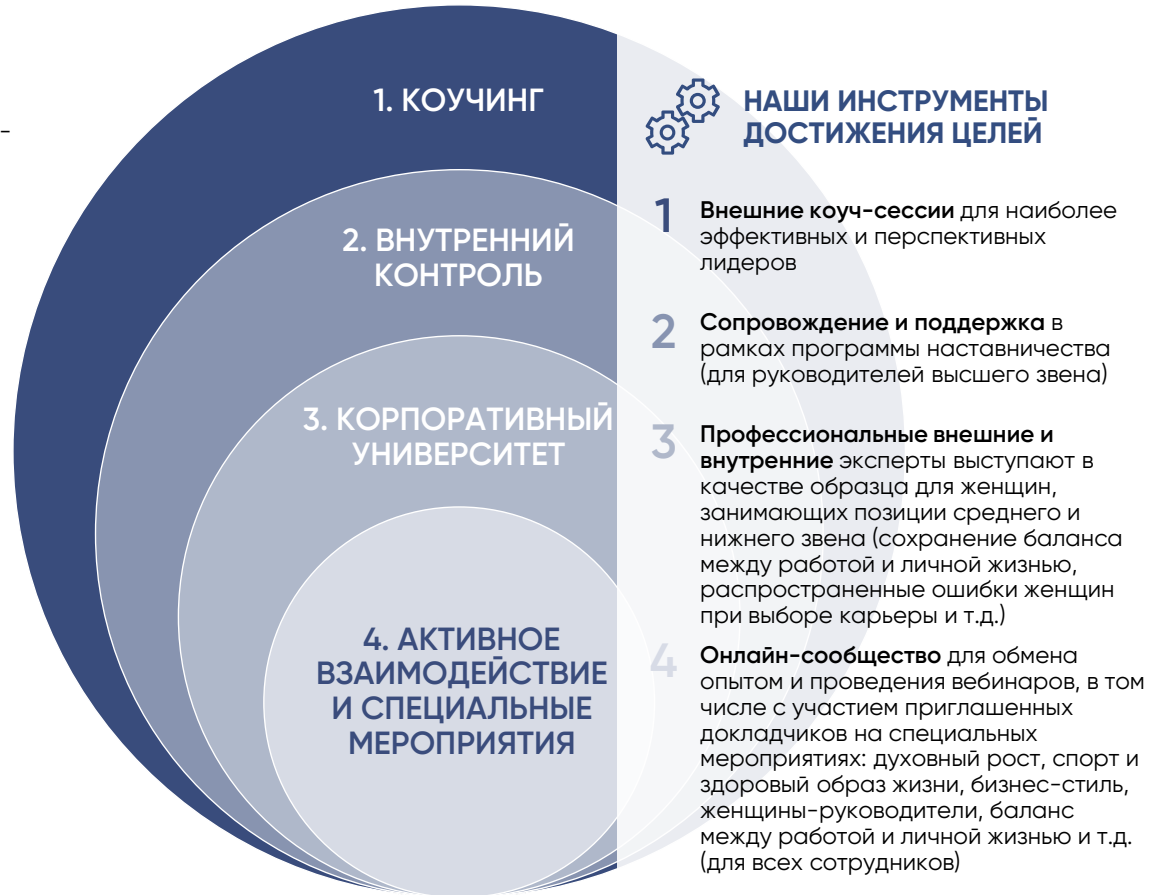 –
1. КОУЧИНГ
2. ВНУТРЕННИЙ
КОНТРОЛЬ
3. КОРПОРАТИВНЫЙ
УНИВЕРСИТЕТ
4. АКТИВНОЕ
ВЗАИМОДЕЙСТВИЕ
И СПЕЦИАЛЬНЫЕ
МЕРОПРИЯТИЯ
НАШИ ИНСТРУМЕНТЫ
ДОСТИЖЕНИЯ ЦЕЛЕЙ
1 Внешние коуч-сессии для наиболее
эффективных и перспективных
лидеров
2 Сопровождение и поддержка в
рамках программы наставничества
(для руководителей высшего звена)
3 Профессиональные внешние и
внутренние эксперты выступают в
качестве образца для женщин,
занимающих позиции среднего и
нижнего звена (сохранение баланса
между работой и личной жизнью,
распространенные ошибки женщин
при выборе карьеры и т.д.)
4 Онлайн-сообщество для обмена
опытом и проведения вебинаров, в том
числе с участием приглашенных
докладчиков на специальных
мероприятиях: духовный рост, спорт и
здоровый образ жизни, бизнес-стиль,
женщины-руководители, баланс
между работой и личной жизнью и т.д.
(для всех сотрудников)